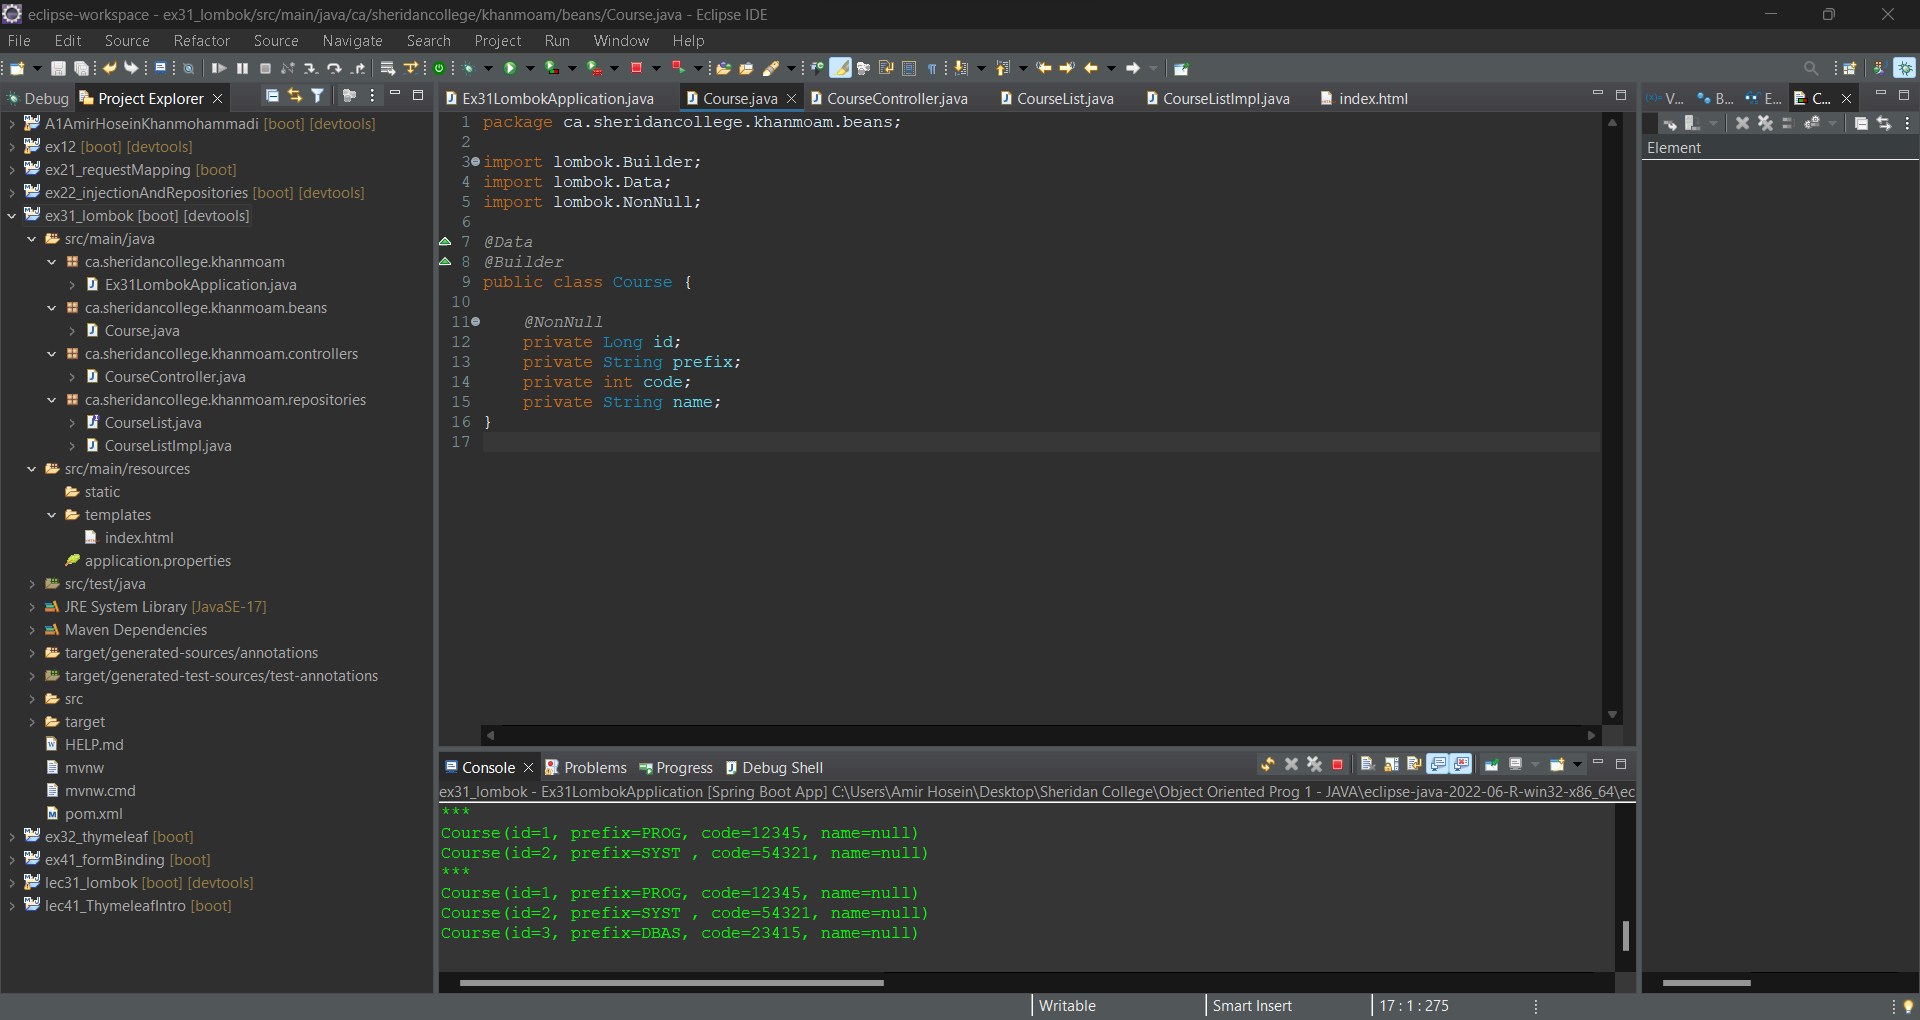 eclipse-workspace - ex31_lombok/src/main/java/ca/sheridancollege/khanmoam/beans/Course.java - Eclipse IDE
File Edit Source Refactor Source Navigate Search Project Run Window Help
Debug Project Explorer
A1AmirHoseinKhanmohammadi [boot] [devtools]
ex12 [boot] [devtools]
ex21_requestMapping [boot]
ex22_injectionAndRepositories [boot] [devtools]
ex31_lombok [boot] [devtools]
src/main/java
ca.sheridancollege.khanmoam
Ex31LombokApplication.java
ca.sheridancollege.khanmoam.beans
Course.java
ca.sheridancollege.khanmoam.controllers
CourseController.java
ca.sheridancollege.khanmoam.repositories
CourseList.java
CourseListImpl.java
src/main/resources
static
templates
index.html
application.properties
src/test/java
JRE System Library [JavaSE-17]
Maven Dependencies
target/generated-sources/annotations
target/generated-test-sources/test-annotations
src
target
HELP.md
mvnw
mvnw.cmd
pom.xml
ex32_thymeleaf [boot]
ex41_formBinding [boot]
lec31_lombok [boot] [devtools]
lec41_ThymeleafIntro [boot]
Ex31LombokApplication.java Course.java CourseController.java CourseList.java CourseListImpl.java index.html
1 package ca.sheridancollege.khanmoam.beans;
2
3 import lombok.Builder;
4 import lombok.Data;
5 import lombok.NonNull;
6
7 @Data
8 @Builder
9 public class Course {
10
11 @NonNull
12 private Long id;
13 private String prefix;
14 private int code;
15 private String name;
16 }
17
V... B... E... C...
Element
Console Problems Progress Debug Shell
ex31_lombok - Ex31LombokApplication [Spring Boot App] C:\Users\Amir Hosein\Desktop\Sheridan College\Object Oriented Prog 1 - JAVA\eclipse-java-2022-06-R-win32-x86_64\ec
***
Course(id=1, prefix=PROG, code=12345, name=null)
Course(id=2, prefix=SYST , code=54321, name=null)
***
Course(id=1, prefix=PROG, code=12345, name=null)
Course(id=2, prefix=SYST , code=54321, name=null)
Course(id=3, prefix=DBAS, code=23415, name=null)
Writable Smart Insert 17 : 1 : 275